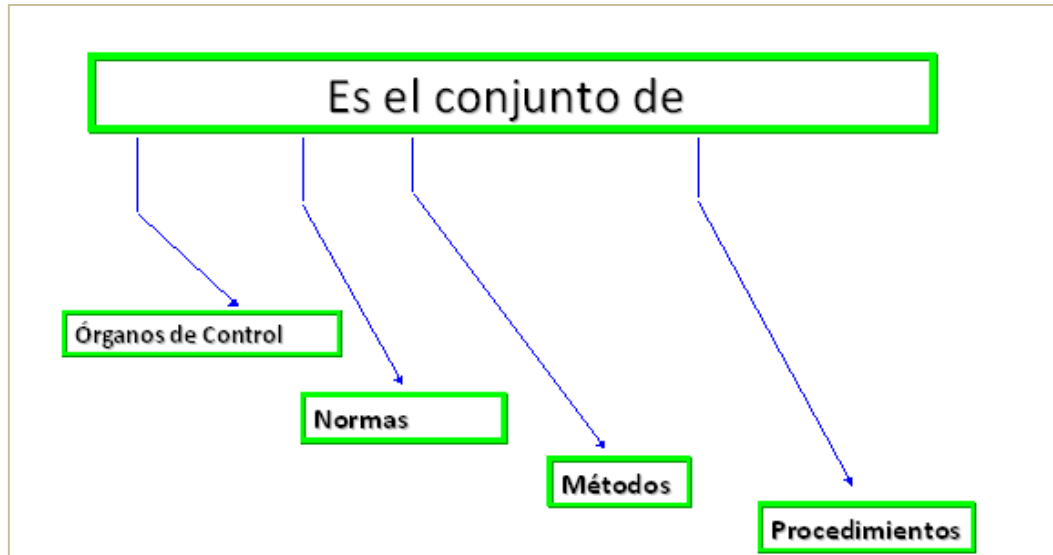 Es el conjunto de
Órganos de Control
Normas
Métodos
Procedimientos